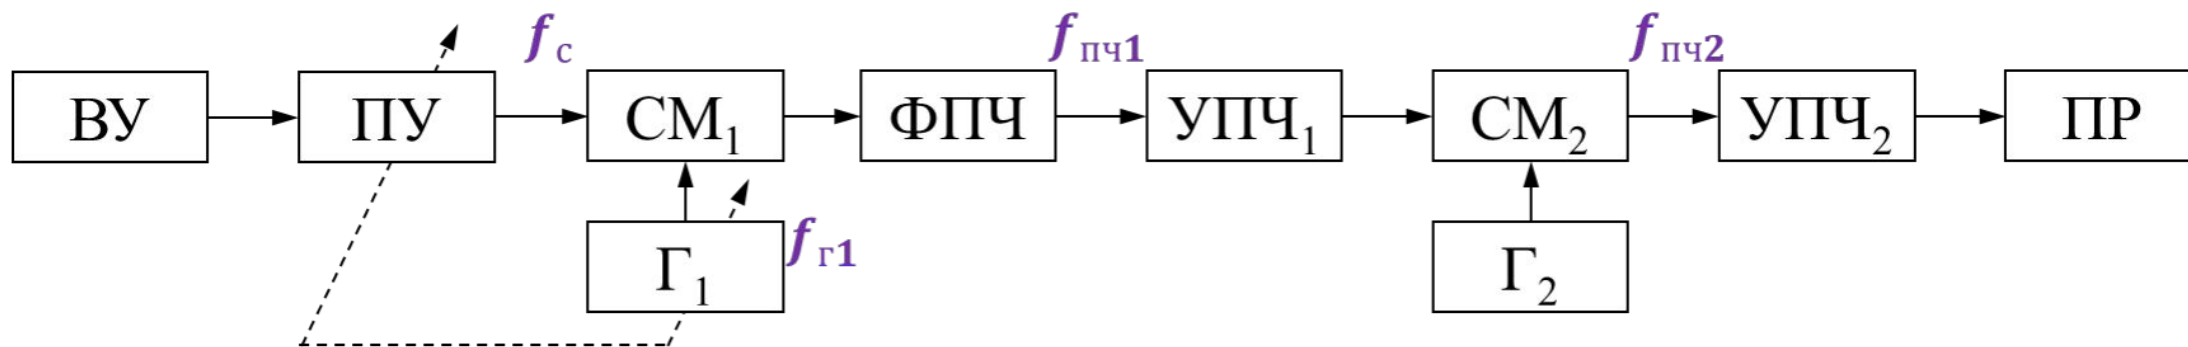 f с f пч1 f пч2
ВУ ПУ СМ1 ФПЧ УПЧ1 СМ2 УПЧ2 ПР
Г1 f г1 Г2